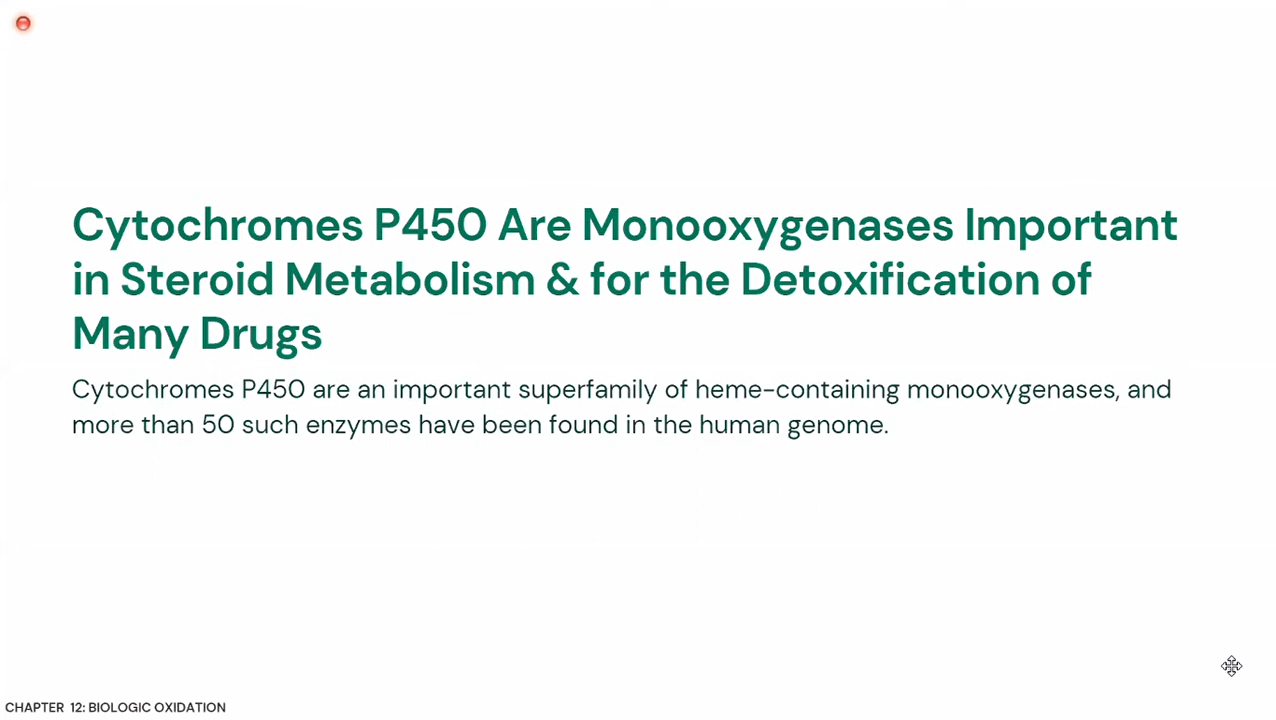 Cytochromes P450 Are Monooxygenases Important
in Steroid Metabolism & for the Detoxification of
Many Drugs
Cytochromes P450 are an important superfamily of heme-containing monooxygenases, and
more than 50 such enzymes have been found in the human genome.
CHAPTER 12: BIOLOGIC OXIDATION